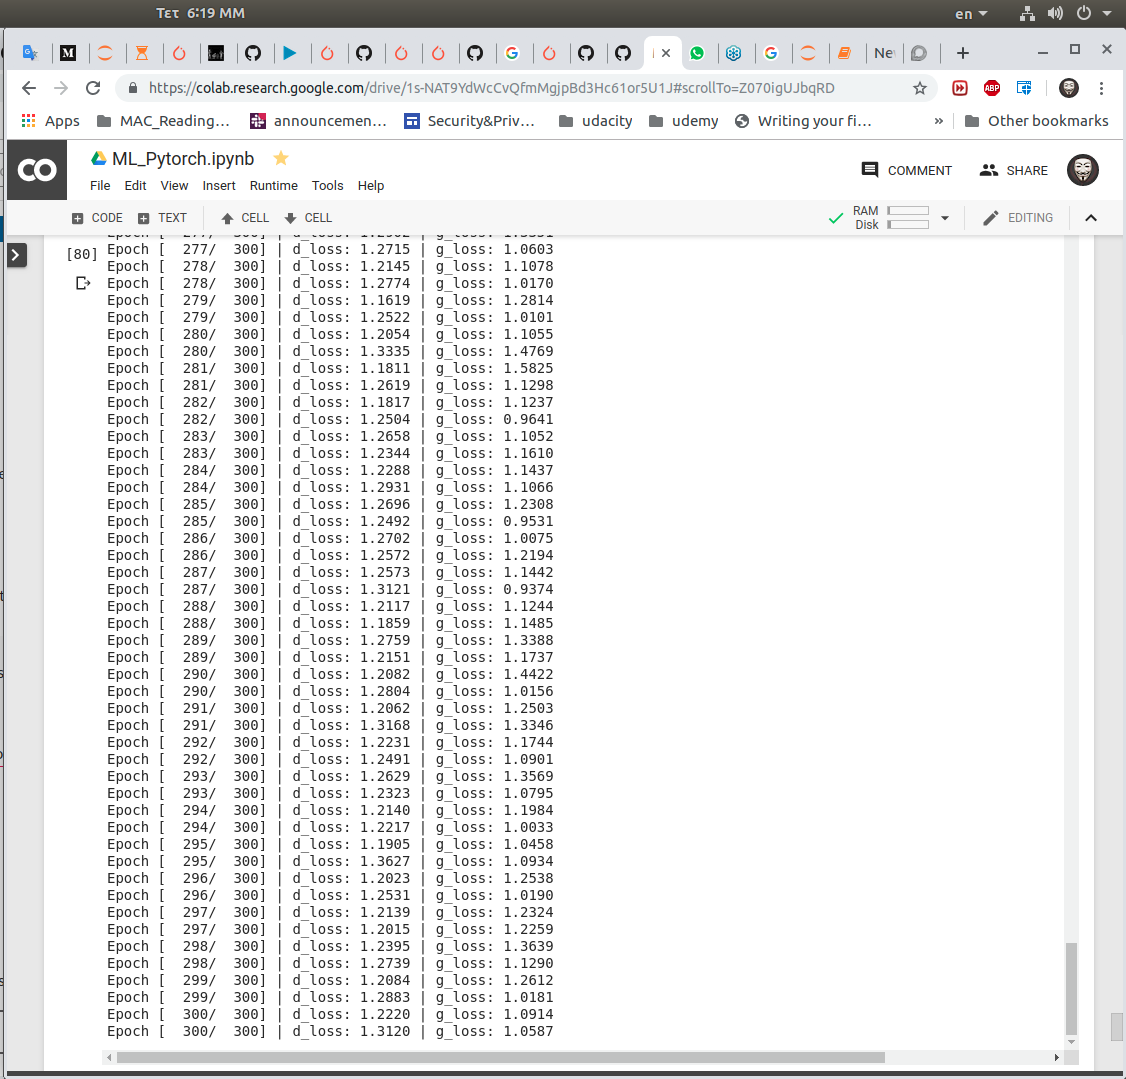 Τετ 6:19 ΜΜ
en
Ne
https://colab.research.google.com/drive/1s-NAT9YdWcCvQfmMgjpBd3Hc61or5U1J#scrollTo=Z070igUJbqRD
ABP
Apps MAC_Reading... announcemen... Security&Priv... udacity udemy Writing your fi... » Other bookmarks
CO ML_Pytorch.ipynb
COMMENT SHARE
File Edit View Insert Runtime Tools Help
CODE TEXT CELL CELL RAM Disk EDITING
[80]
Epoch [ 277/ 300] | d_loss: 1.2715 | g_loss: 1.0603
Epoch [ 278/ 300] | d_loss: 1.2145 | g_loss: 1.1078
Epoch [ 278/ 300] | d_loss: 1.2774 | g_loss: 1.0170
Epoch [ 279/ 300] | d_loss: 1.1619 | g_loss: 1.2814
Epoch [ 279/ 300] | d_loss: 1.2522 | g_loss: 1.0101
Epoch [ 280/ 300] | d_loss: 1.2054 | g_loss: 1.1055
Epoch [ 280/ 300] | d_loss: 1.3335 | g_loss: 1.4769
Epoch [ 281/ 300] | d_loss: 1.1811 | g_loss: 1.5825
Epoch [ 281/ 300] | d_loss: 1.2619 | g_loss: 1.1298
Epoch [ 282/ 300] | d_loss: 1.1817 | g_loss: 1.1237
Epoch [ 282/ 300] | d_loss: 1.2504 | g_loss: 0.9641
Epoch [ 283/ 300] | d_loss: 1.2658 | g_loss: 1.1052
Epoch [ 283/ 300] | d_loss: 1.2344 | g_loss: 1.1610
Epoch [ 284/ 300] | d_loss: 1.2288 | g_loss: 1.1437
Epoch [ 284/ 300] | d_loss: 1.2931 | g_loss: 1.1066
Epoch [ 285/ 300] | d_loss: 1.2696 | g_loss: 1.2308
Epoch [ 285/ 300] | d_loss: 1.2492 | g_loss: 0.9531
Epoch [ 286/ 300] | d_loss: 1.2702 | g_loss: 1.0075
Epoch [ 286/ 300] | d_loss: 1.2572 | g_loss: 1.2194
Epoch [ 287/ 300] | d_loss: 1.2573 | g_loss: 1.1442
Epoch [ 287/ 300] | d_loss: 1.3121 | g_loss: 0.9374
Epoch [ 288/ 300] | d_loss: 1.2117 | g_loss: 1.1244
Epoch [ 288/ 300] | d_loss: 1.1859 | g_loss: 1.1485
Epoch [ 289/ 300] | d_loss: 1.2759 | g_loss: 1.3388
Epoch [ 289/ 300] | d_loss: 1.2151 | g_loss: 1.1737
Epoch [ 290/ 300] | d_loss: 1.2082 | g_loss: 1.4422
Epoch [ 290/ 300] | d_loss: 1.2804 | g_loss: 1.0156
Epoch [ 291/ 300] | d_loss: 1.2062 | g_loss: 1.2503
Epoch [ 291/ 300] | d_loss: 1.3168 | g_loss: 1.3346
Epoch [ 292/ 300] | d_loss: 1.2231 | g_loss: 1.1744
Epoch [ 292/ 300] | d_loss: 1.2491 | g_loss: 1.0901
Epoch [ 293/ 300] | d_loss: 1.2629 | g_loss: 1.3569
Epoch [ 293/ 300] | d_loss: 1.2323 | g_loss: 1.0795
Epoch [ 294/ 300] | d_loss: 1.2140 | g_loss: 1.1984
Epoch [ 294/ 300] | d_loss: 1.2217 | g_loss: 1.0033
Epoch [ 295/ 300] | d_loss: 1.1905 | g_loss: 1.0458
Epoch [ 295/ 300] | d_loss: 1.3627 | g_loss: 1.0934
Epoch [ 296/ 300] | d_loss: 1.2023 | g_loss: 1.2538
Epoch [ 296/ 300] | d_loss: 1.2531 | g_loss: 1.0190
Epoch [ 297/ 300] | d_loss: 1.2139 | g_loss: 1.2324
Epoch [ 297/ 300] | d_loss: 1.2015 | g_loss: 1.2259
Epoch [ 298/ 300] | d_loss: 1.2395 | g_loss: 1.3639
Epoch [ 298/ 300] | d_loss: 1.2739 | g_loss: 1.1290
Epoch [ 299/ 300] | d_loss: 1.2084 | g_loss: 1.2612
Epoch [ 299/ 300] | d_loss: 1.2883 | g_loss: 1.0181
Epoch [ 300/ 300] | d_loss: 1.2220 | g_loss: 1.0914
Epoch [ 300/ 300] | d_loss: 1.3120 | g_loss: 1.0587